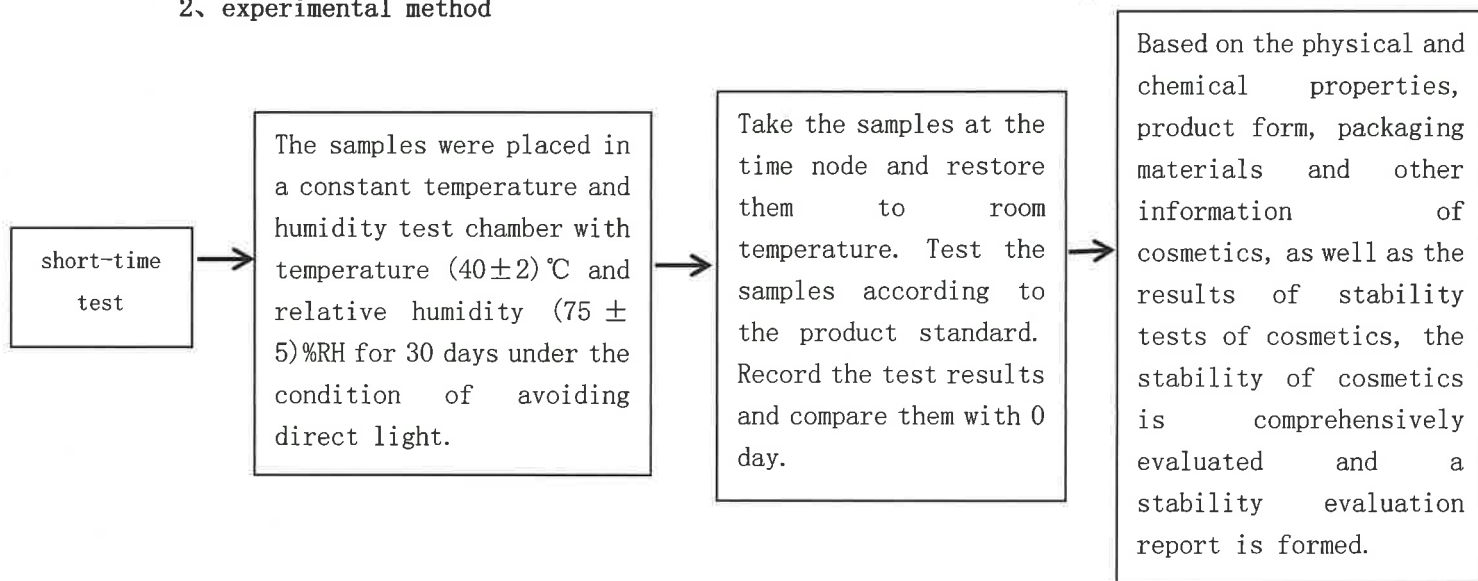 2、experimental method
short-time
test
The samples were placed in
a constant temperature and
humidity test chamber with
temperature (40±2)℃ and
relative humidity (75 ±
5)%RH for 30 days under the
condition of avoiding
direct light.
Take the samples at the
time node and restore
them to room
temperature. Test the
samples according to
the product standard.
Record the test results
and compare them with 0
day.
Based on the physical and
chemical properties,
product form, packaging
materials and other
information of
cosmetics, as well as the
results of stability
tests of cosmetics, the
stability of cosmetics
is comprehensively
evaluated and a
stability evaluation
report is formed.